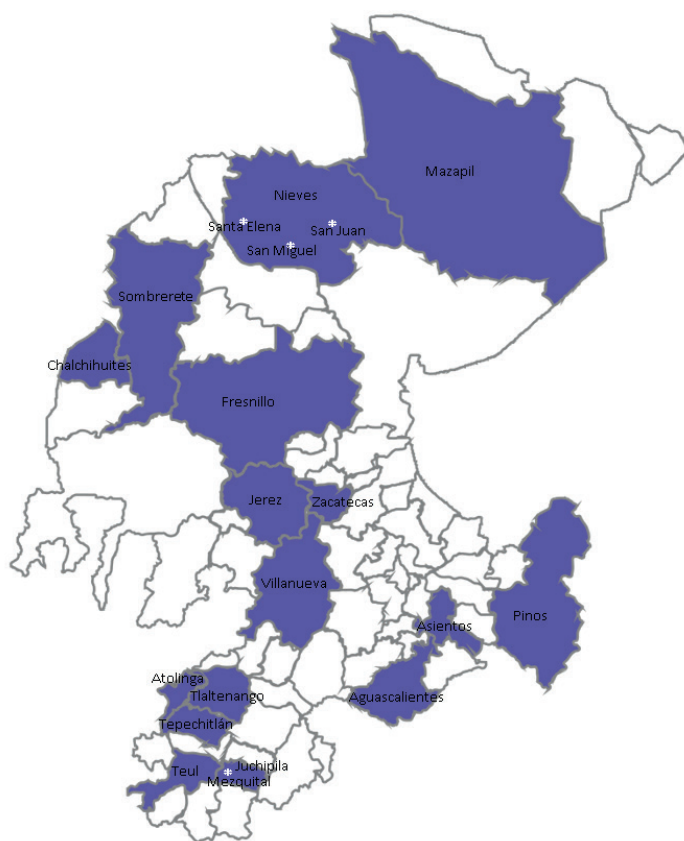 Mazapil
Nieves
Santa Elena
San Juan
San Miguel
Sombrerete
Chalchihuites
Fresnillo
Jerez
Zacatecas
Villanueva
Pinos
Asientos
Atolinga
Tlaltenango
Aguascalientes
Tepechitlán
Juchipila
Teul
Mezquital